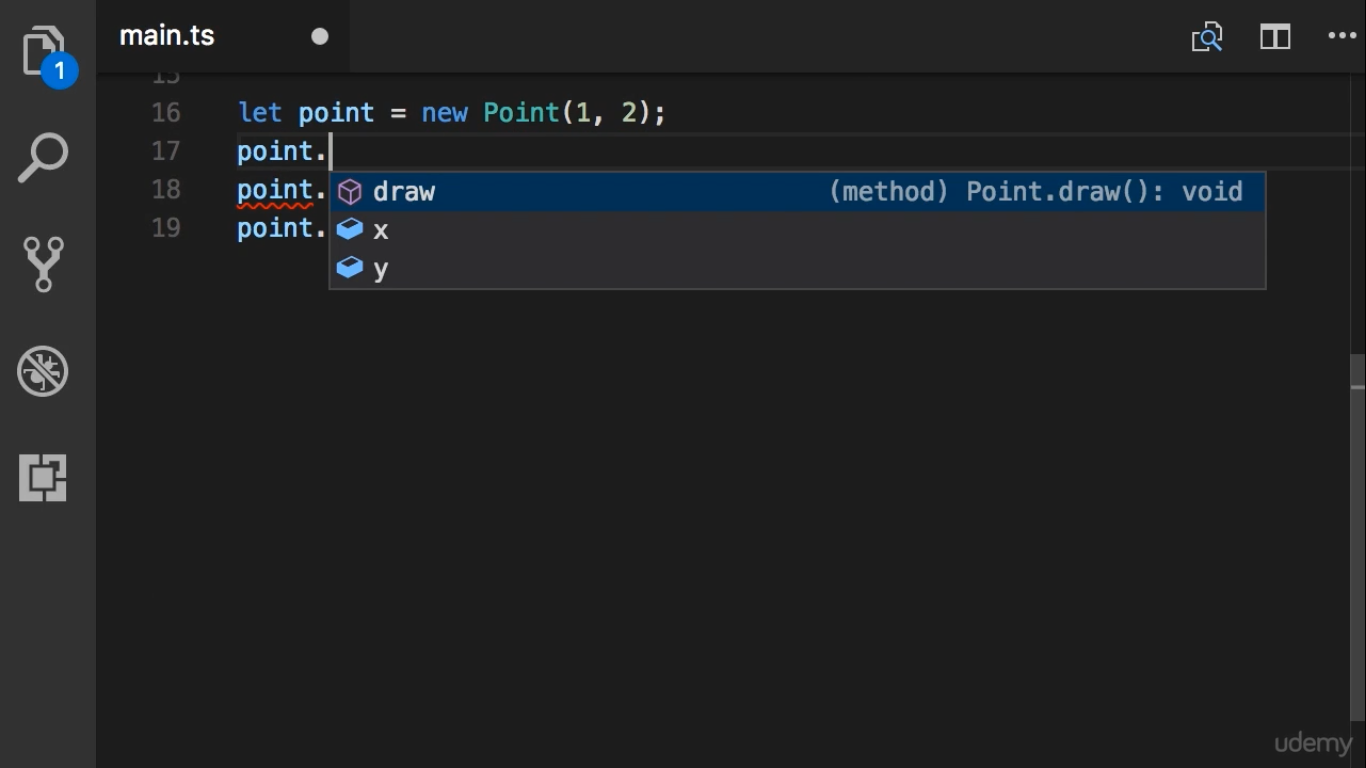 main.ts
1
15
16 let point = new Point(1, 2);
17 point.
draw (method) Point.draw(): void
18 point.
x
19 point.
y
udemy